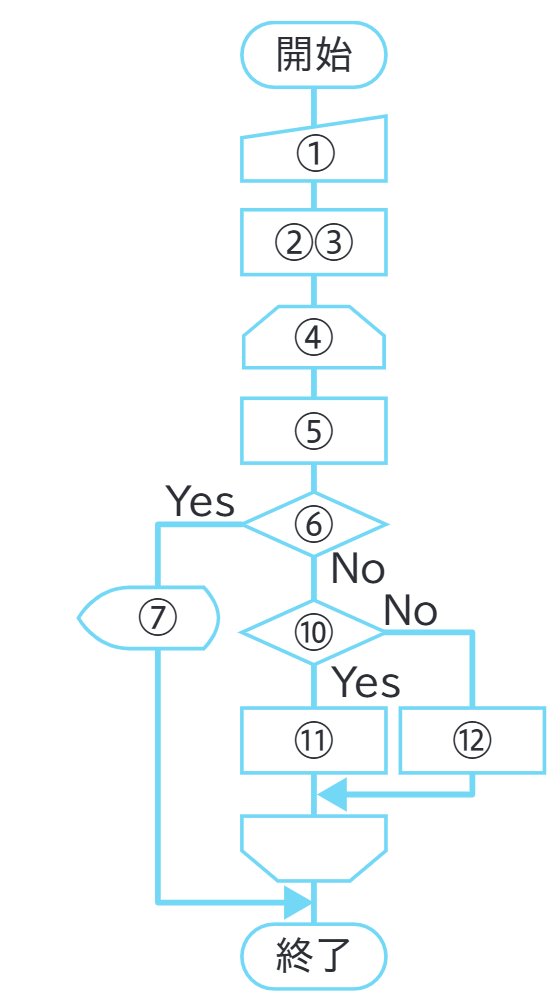 開始
①
②③
④
⑤
Yes
⑥
No
⑦
No
⑩
Yes
⑪
⑫
終了